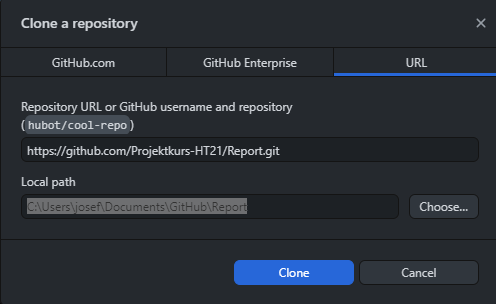 Clone a repository
GitHub.com
GitHub Enterprise
URL
Repository URL or GitHub username and repository
(hubot/cool-repo)
https://github.com/Projektkurs-HT21/Report.git
Local path
C:\Users\josef\Documents\GitHub\Report
Choose...
Clone
Cancel